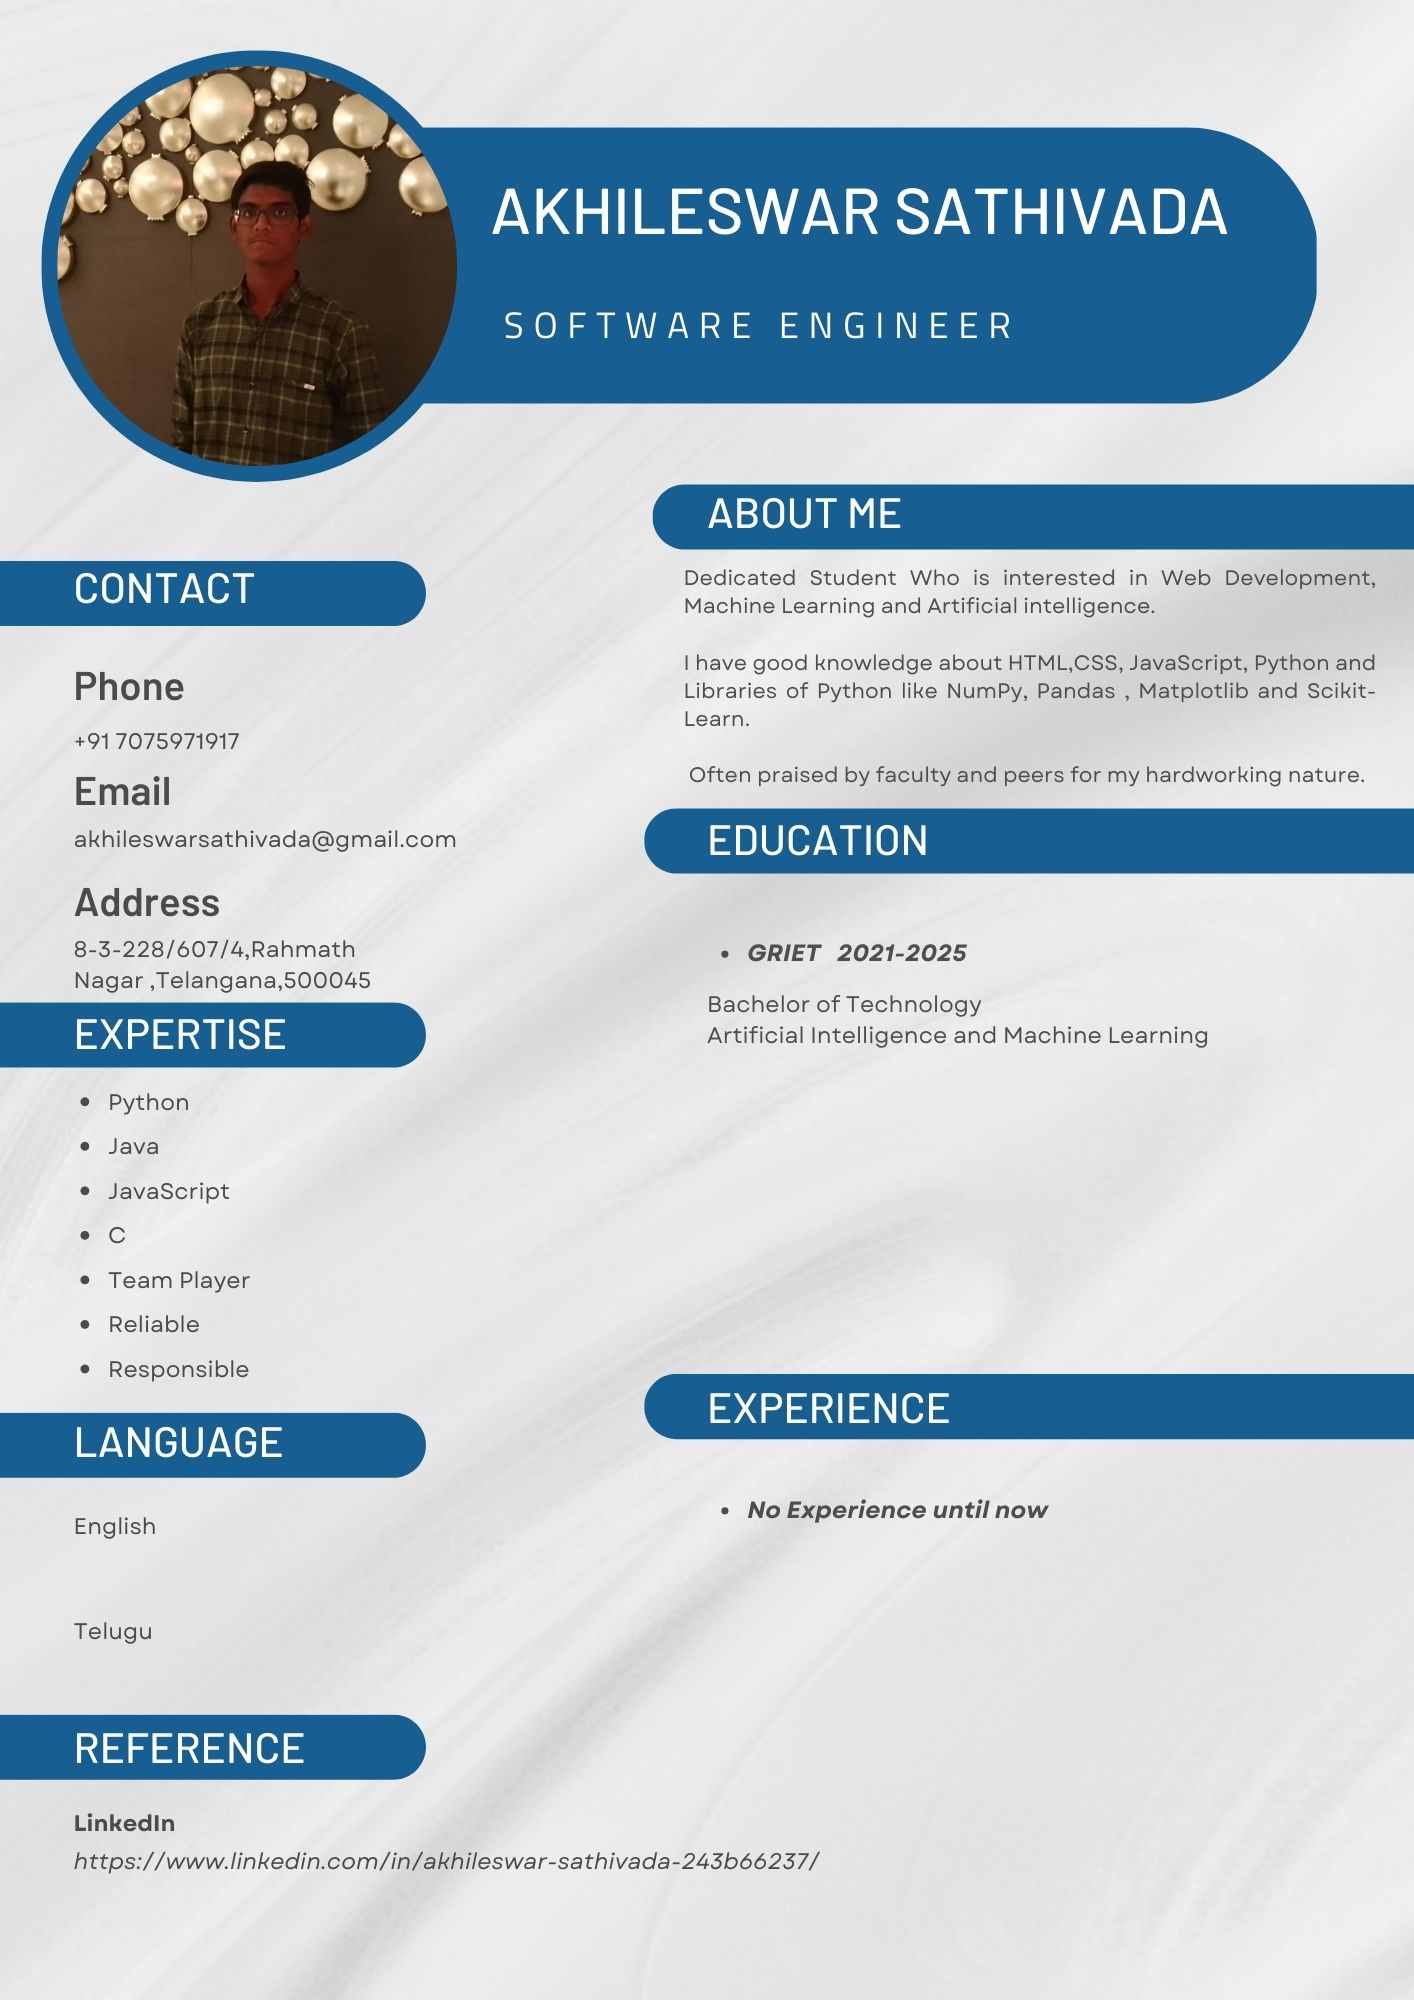 AKHILESWAR SATHIVADA
SOFTWARE ENGINEER
CONTACT
Phone
+91 7075971917
Email
akhileswarsathivada@gmail.com
Address
8-3-228/607/4,Rahmath
Nagar ,Telangana,500045
EXPERTISE
Python
Java
JavaScript
C
Team Player
Reliable
Responsible
LANGUAGE
English
Telugu
REFERENCE
LinkedIn
https://www.linkedin.com/in/akhileswar-sathivada-243b66237/
ABOUT ME
Dedicated Student Who is interested in Web Development,
Machine Learning and Artificial intelligence.
I have good knowledge about HTML,CSS, JavaScript, Python and
Libraries of Python like NumPy, Pandas , Matplotlib and Scikit-
Learn.
Often praised by faculty and peers for my hardworking nature.
EDUCATION
GRIET 2021-2025
Bachelor of Technology
Artificial Intelligence and Machine Learning
EXPERIENCE
No Experience until now